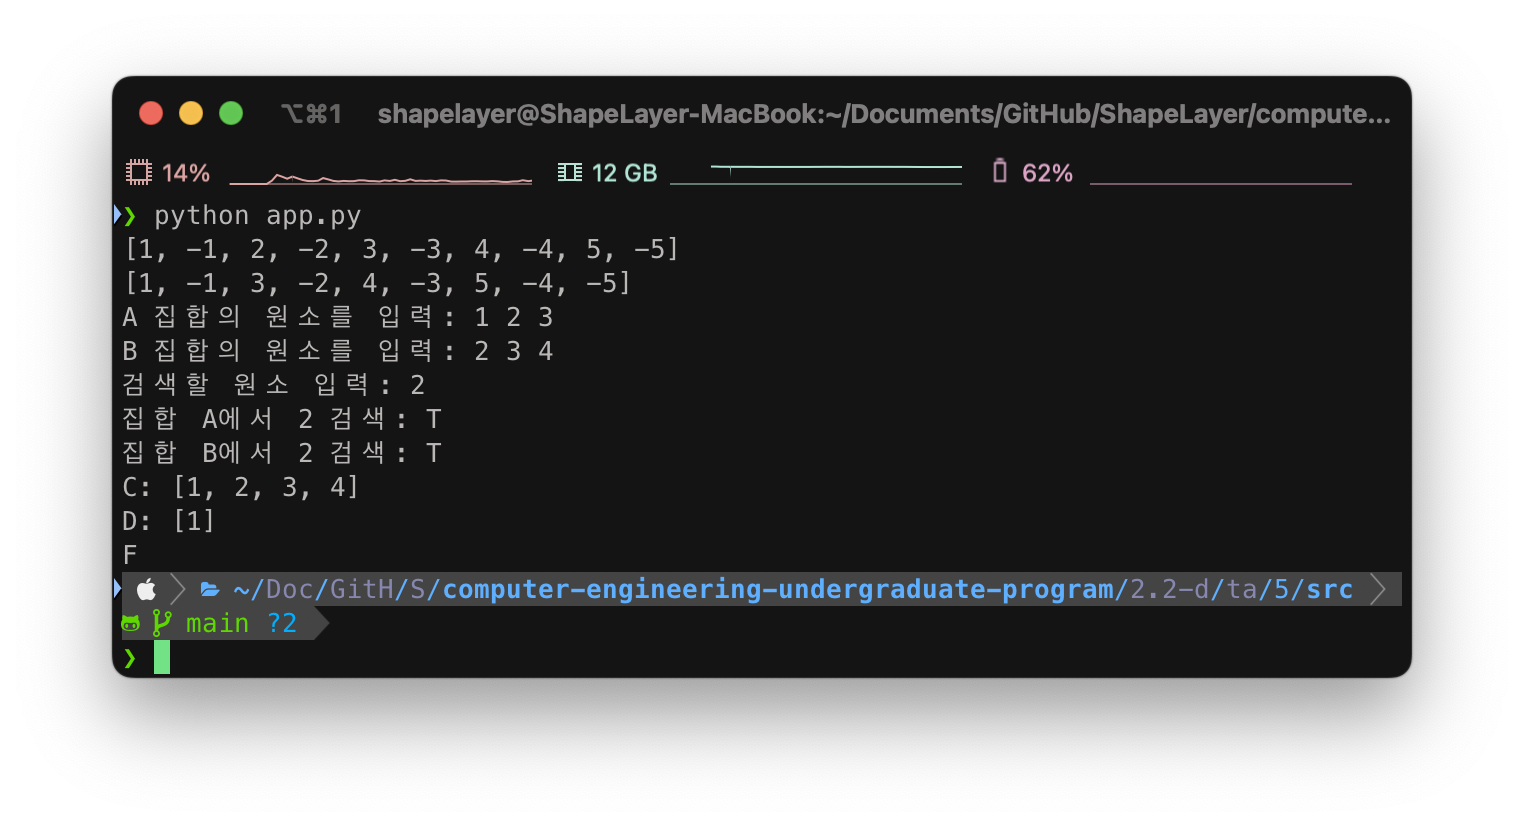 ⌥⌘1 shapelayer@ShapeLayer-MacBook:~/Documents/GitHub/ShapeLayer/compute...
14% 12 GB 62%
❯ python app.py
[1, -1, 2, -2, 3, -3, 4, -4, 5, -5]
[1, -1, 3, -2, 4, -3, 5, -4, -5]
A 집합의 원소를 입력: 1 2 3
B 집합의 원소를 입력: 2 3 4
검색할 원소 입력: 2
집합 A에서 2 검색: T
집합 B에서 2 검색: T
C: [1, 2, 3, 4]
D: [1]
F
~/Doc/GitH/S/computer-engineering-undergraduate-program/2.2-d/ta/5/src
main ?2
❯